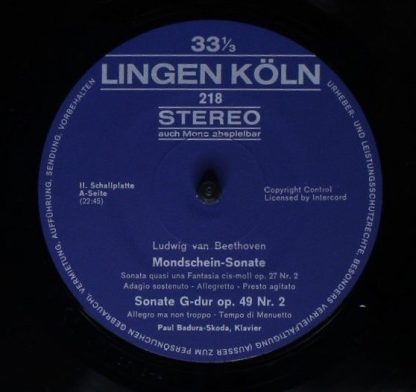 33⅓
LINGEN KÖLN
218
STEREO
auch Mono abspielbar
II. Schallplatte
A-Seite
(22:45)
Copyright Control
Licensed by Intercord
Ludwig van Beethoven
Mondschein-Sonate
Sonata quasi una Fantasia cis-moll op. 27 Nr. 2
Adagio sostenuto - Allegretto - Presto agitato
Sonate G-dur op. 49 Nr. 2
Allegro ma non troppo - Tempo di Menuetto
Paul Badura-Skoda, Klavier
URHEBER- UND LEISTUNGSSCHUTZRECHTE, BESONDERS VERVIELFÄLTIGUNG (AUSSER ZUM PERSÖNLICHEN GEBRAUCH), VERMIETUNG, AUFFÜHRUNG, SENDUNG, VORBEHALTEN